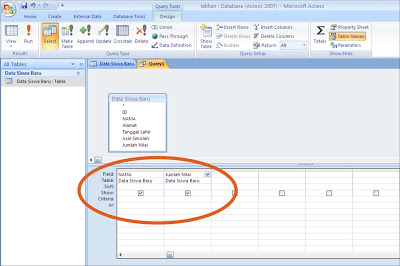 Query Tools
latihan : Database (Access 2007) - Microsoft Access
Home Create External Data Database Tools Design
View Run Select Make Table Append Update Crosstab Delete
Union
Pass-Through
Data Definition
Show Table
Insert Rows
Delete Rows
Builder
Insert Columns
Delete Columns
Return: All
Totals
Property Sheet
Table Names
Parameters
Results Query Type Query Setup Show/Hide
All Tables
Data Siswa Baru
Data Siswa Baru : Table
Data Siswa Baru Query1
Data Siswa Baru
*
ID
NAMA
Alamat
Tanggal Lahir
Asal Sekolah
Jumlah Nilai
Field: NAMA Jumlah Nilai
Table: Data Siswa Baru Data Siswa Baru
Sort:
Show:
Criteria:
or: